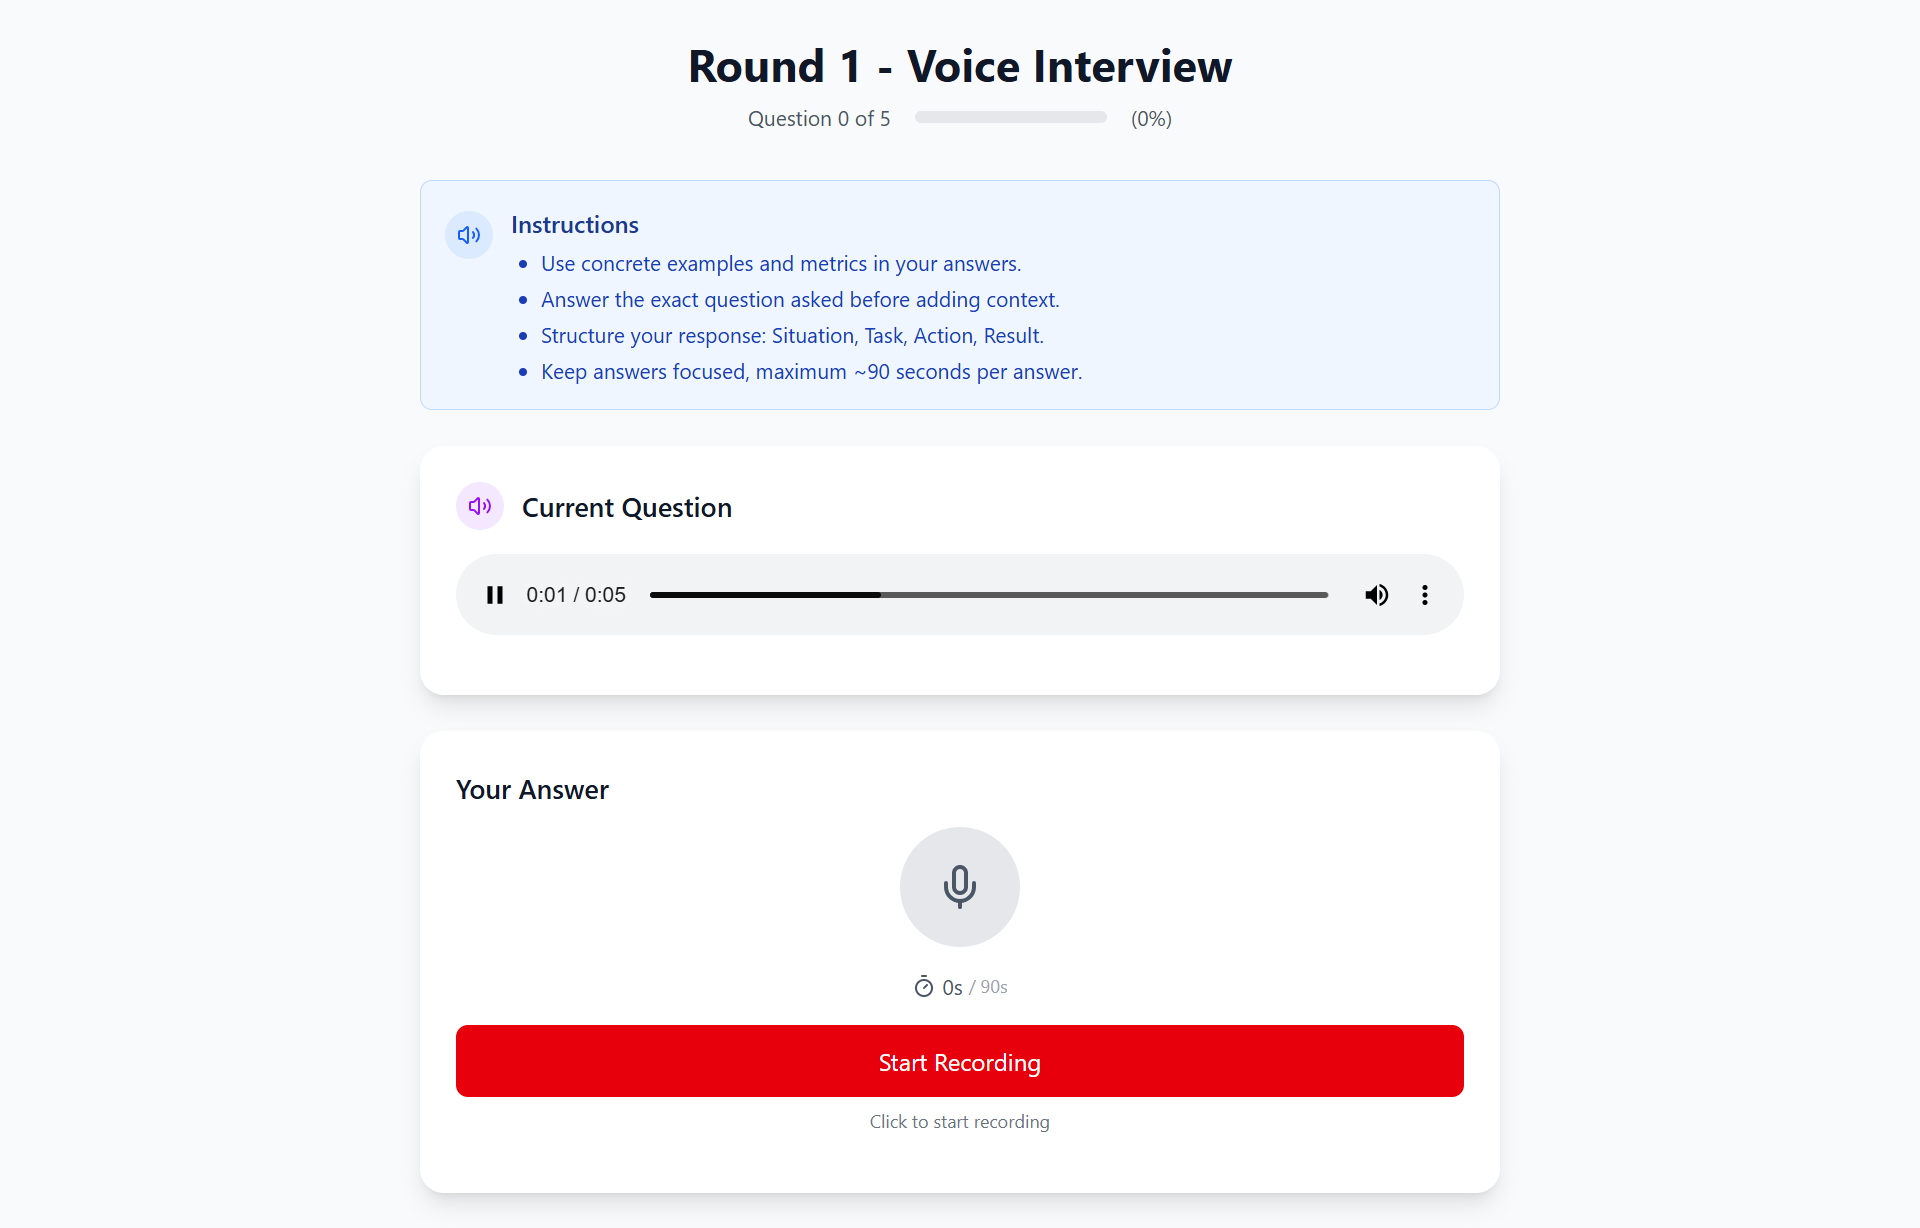 Round 1 - Voice Interview
Question 0 of 5 (0%)
Instructions
Use concrete examples and metrics in your answers.
Answer the exact question asked before adding context.
Structure your response: Situation, Task, Action, Result.
Keep answers focused, maximum ~90 seconds per answer.
Current Question
0:01 / 0:05
Your Answer
0s / 90s
Start Recording
Click to start recording